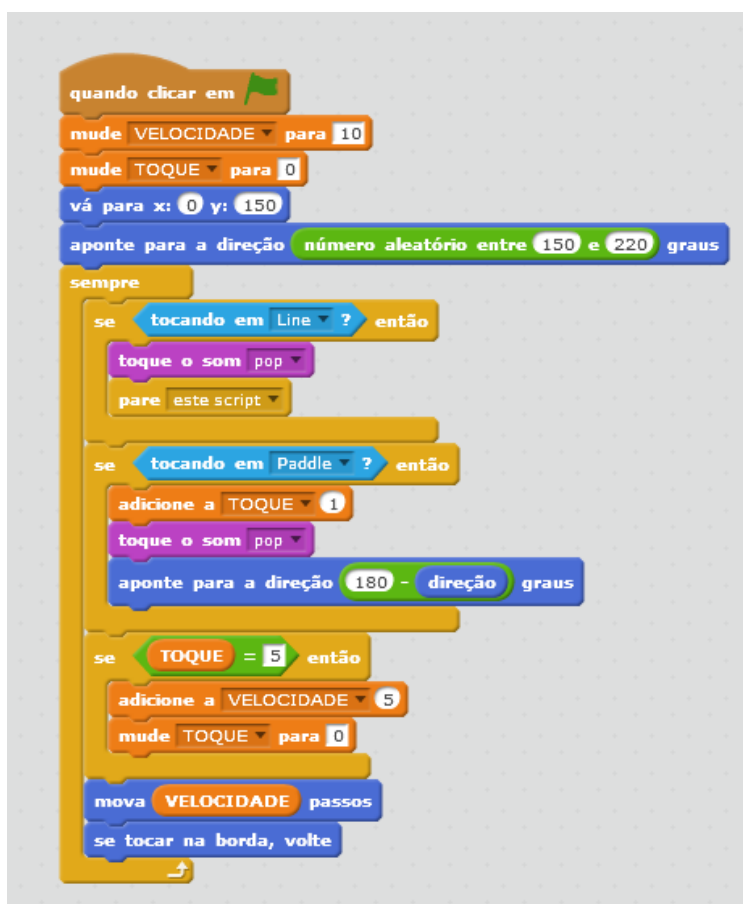 quando clicar em
mude VELOCIDADE para 10
mude TOQUE para 0
vá para x: 0 y: 150
aponte para a direção número aleatório entre 150 e 220 graus
sempre
se tocando em Line ? então
toque o som pop
pare este script
se tocando em Paddle ? então
adicione a TOQUE 1
toque o som pop
aponte para a direção 180 - direção graus
se TOQUE = 5 então
adicione a VELOCIDADE 5
mude TOQUE para 0
mova VELOCIDADE passos
se tocar na borda, volte